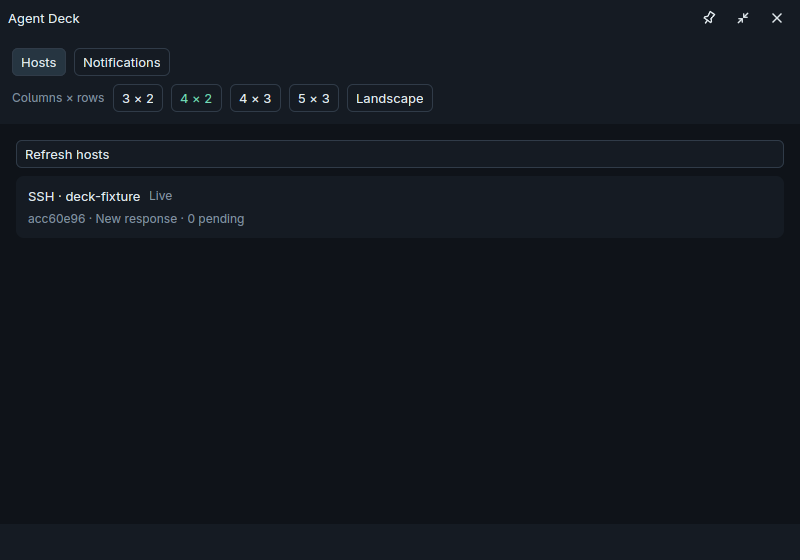 Agent Deck
Hosts Notifications
Columns × rows 3 × 2 4 × 2 4 × 3 5 × 3 Landscape
Refresh hosts
SSH · deck-fixture Live
acc60e96 · New response · 0 pending